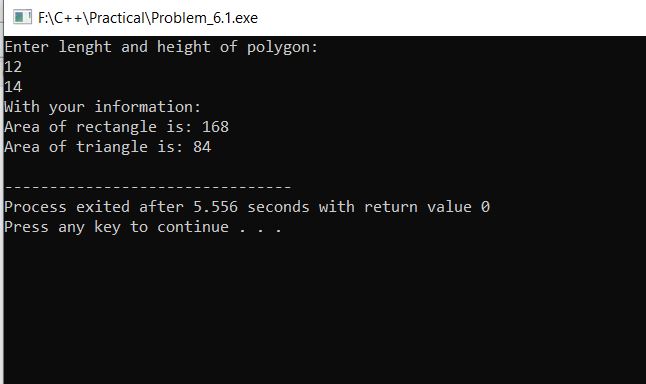 F:\C++\Practical\Problem_6.1.exe
Enter lenght and height of polygon:
12
14
With your information:
Area of rectangle is: 168
Area of triangle is: 84
--------------------------------
Process exited after 5.556 seconds with return value 0
Press any key to continue . . .